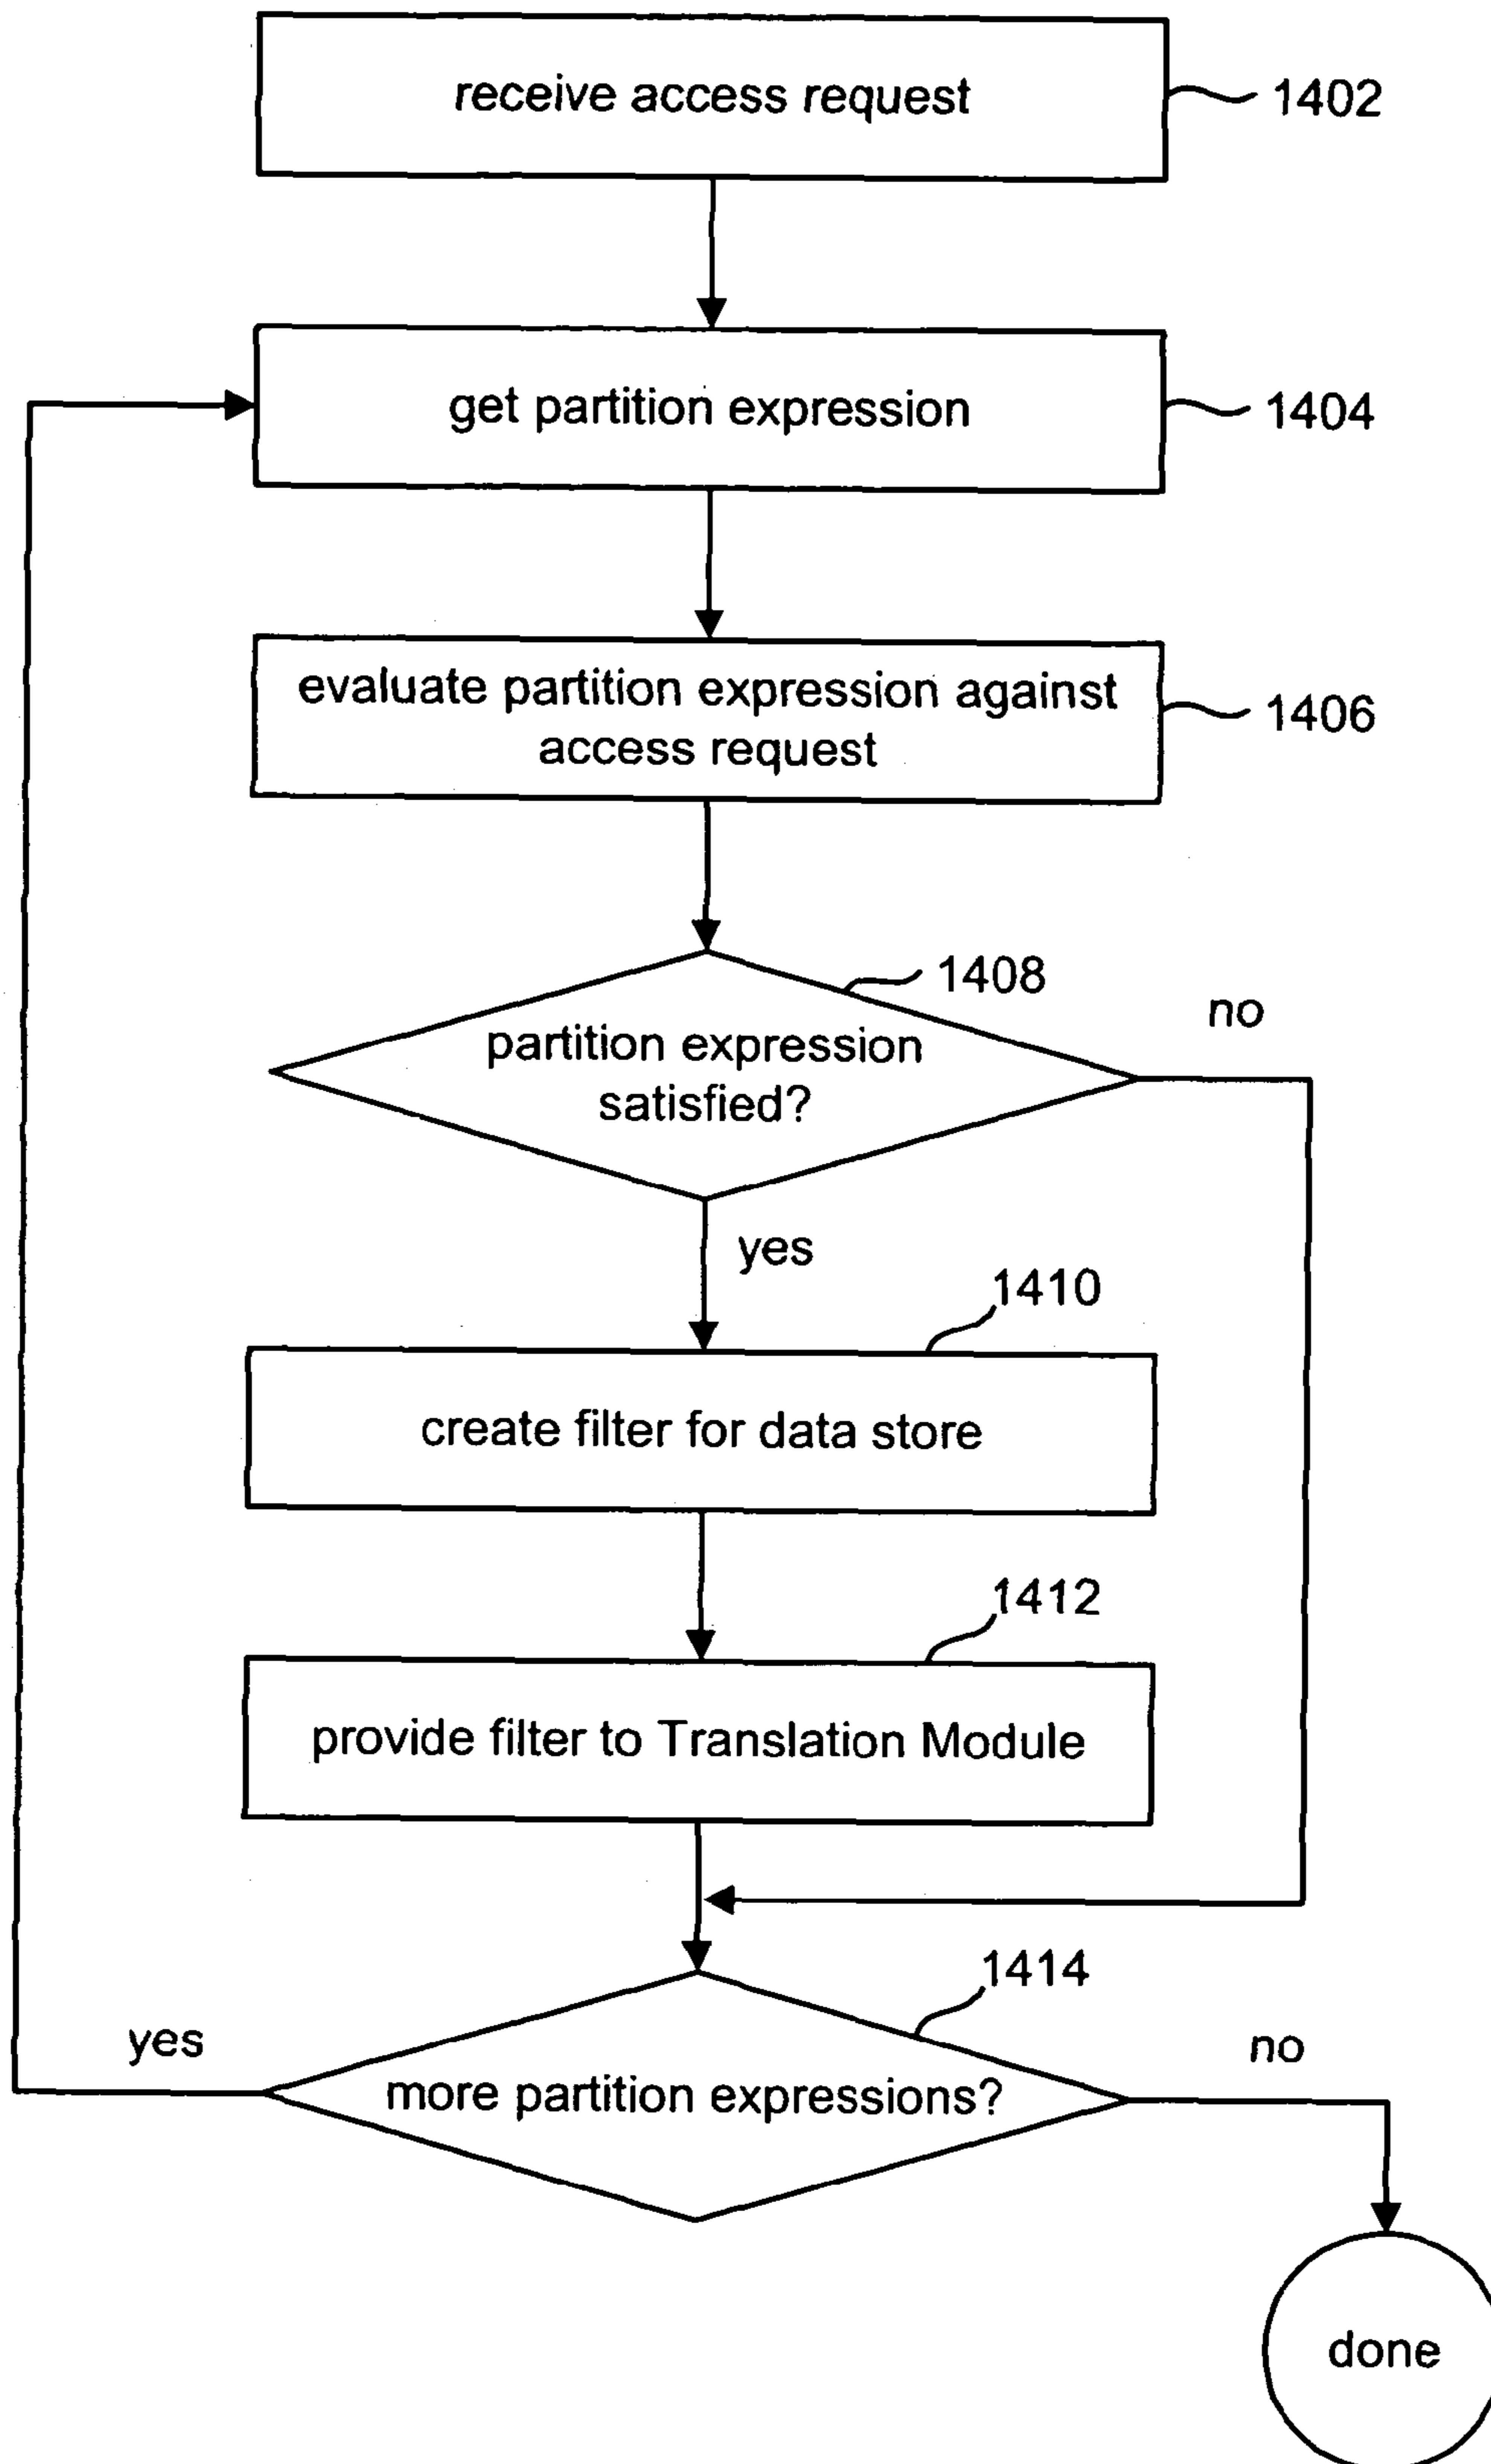 receive access request
1402
get partition expression
1404
evaluate partition expression against
access request
1406
1408
no
partition expression
satisfied?
yes
1410
create filter for data store
1412
provide filter to Translation Module
1414
yes
no
more partition expressions?
done